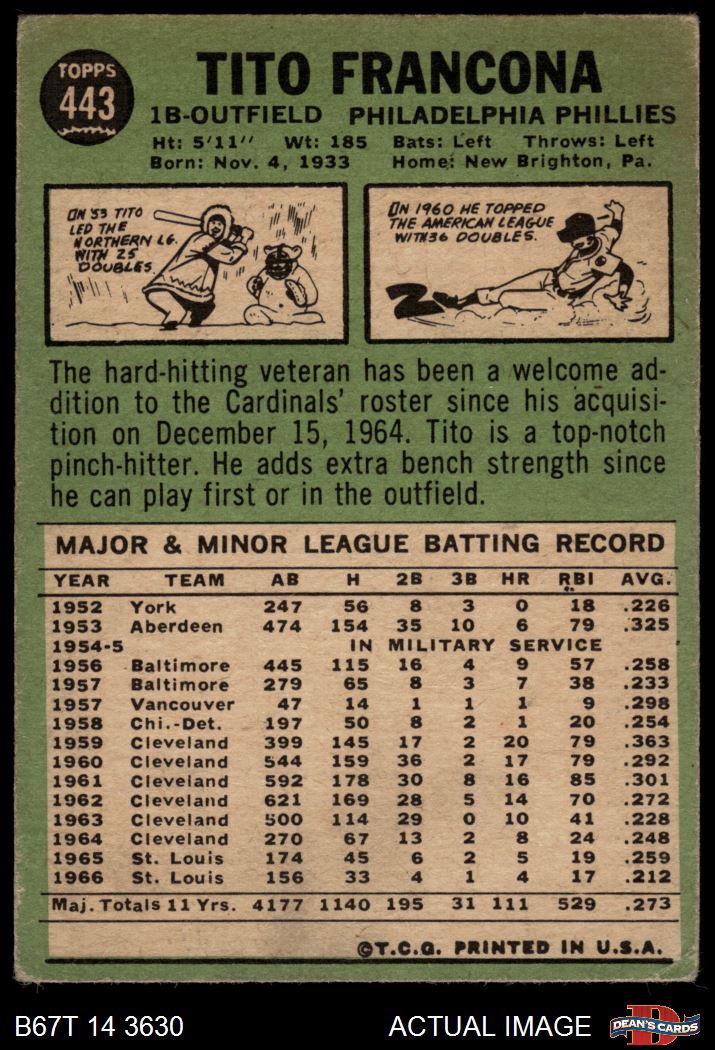 TOPPS
443
TITO FRANCONA
1B-OUTFIELD PHILADELPHIA PHILLIES
Ht: 5'11" Wt: 185 Bats: Left Throws: Left
Born: Nov. 4, 1933 Home: New Brighton, Pa.
IN '53 TITO
LED THE
NORTHERN LG.
WITH 25
DOUBLES.
IN 1960 HE TOPPED
THE AMERICAN LEAGUE
WITH 36 DOUBLES.
2
The hard-hitting veteran has been a welcome ad-
dition to the Cardinals' roster since his acquisi-
tion on December 15, 1964. Tito is a top-notch
pinch-hitter. He adds extra bench strength since
he can play first or in the outfield.
MAJOR & MINOR LEAGUE BATTING RECORD
YEAR TEAM AB H 2B 3B HR RBI AVG.
1952 York 247 56 8 3 0 18 .226
1953 Aberdeen 474 154 35 10 6 79 .325
1954-5 IN MILITARY SERVICE
1956 Baltimore 445 115 16 4 9 57 .258
1957 Baltimore 279 65 8 3 7 38 .233
1957 Vancouver 47 14 1 1 1 9 .298
1958 Chi.-Det. 197 50 8 2 1 20 .254
1959 Cleveland 399 145 17 2 20 79 .363
1960 Cleveland 544 159 36 2 17 79 .292
1961 Cleveland 592 178 30 8 16 85 .301
1962 Cleveland 621 169 28 5 14 70 .272
1963 Cleveland 500 114 29 0 10 41 .228
1964 Cleveland 270 67 13 2 8 24 .248
1965 St. Louis 174 45 6 2 5 19 .259
1966 St. Louis 156 33 4 1 4 17 .212
Maj. Totals 11 Yrs. 4177 1140 195 31 111 529 .273
©T.C.G. PRINTED IN U.S.A.
B67T 14 3630 ACTUAL IMAGE DEAN'S CARDS